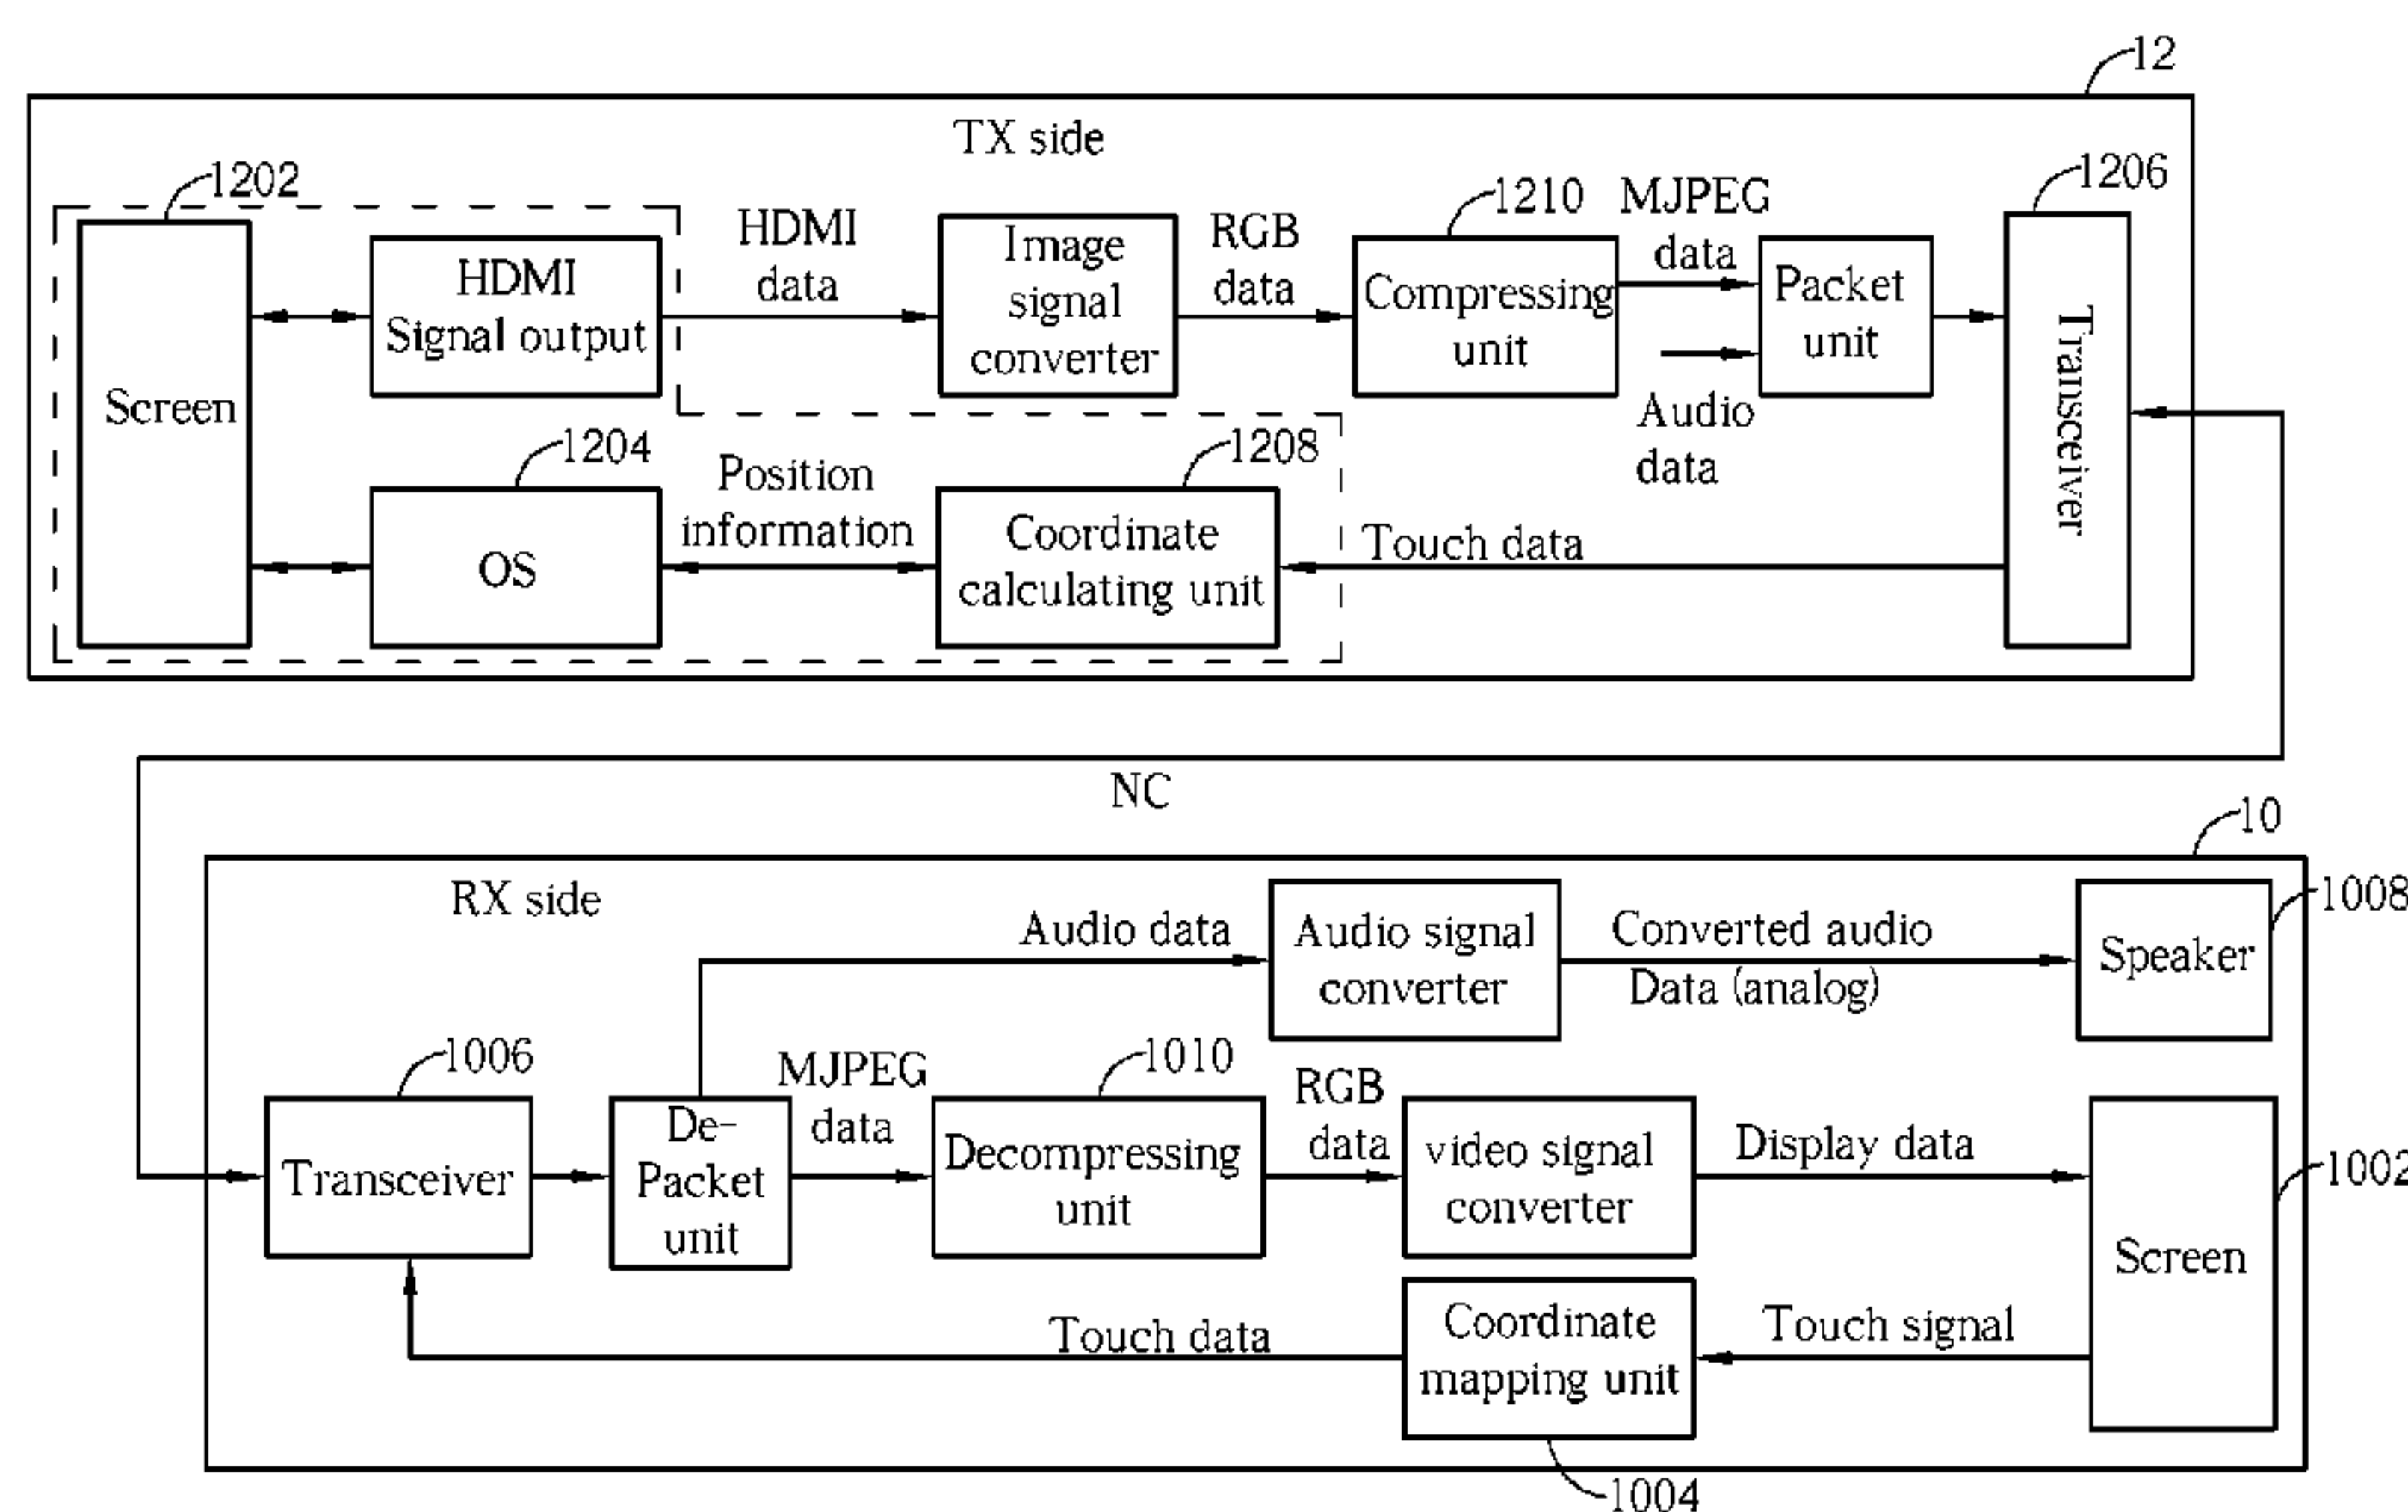 12
TX side
1202
1210
MJPEG
data
1206
HDMI
data
RGB
data
Screen
HDMI
Signal output
Image
signal
converter
Compressing
unit
Packet
unit
Transceiver
Audio
data
1204
Position
information
1208
OS
Coordinate
calculating unit
Touch data
NC
10
RX side
1008
Audio data
Audio signal
converter
Converted audio
Data (analog)
Speaker
1006
MJPEG
data
1010
RGB
data
1002
Transceiver
De-
Packet
unit
Decompressing
unit
video signal
converter
Display data
Screen
Touch data
Coordinate
mapping unit
Touch signal
1004